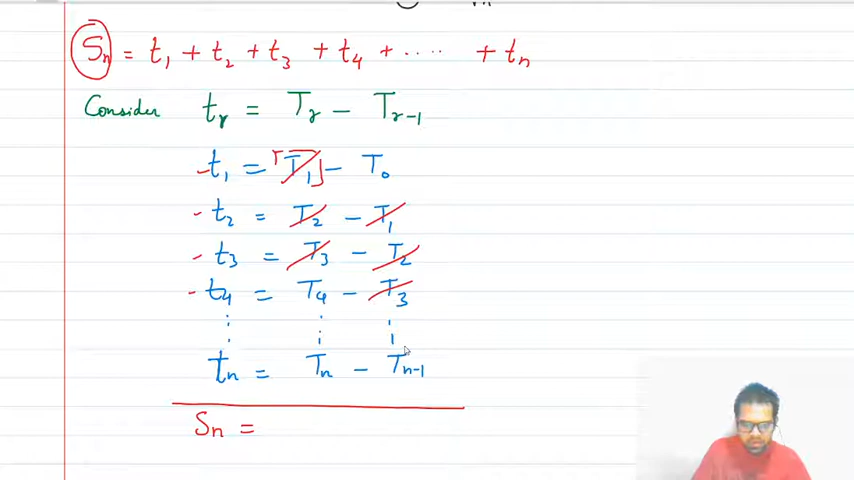 Sn = t1 + t2 + t3 + t4 + ..... + tn
Consider tr = Tr - Tr-1
- t1 = T1 - T0
- t2 = T2 - T1
- t3 = T3 - T2
- t4 = T4 - T3
⋮ ⋮ ⋮
tn = Tn - Tn-1
Sn =